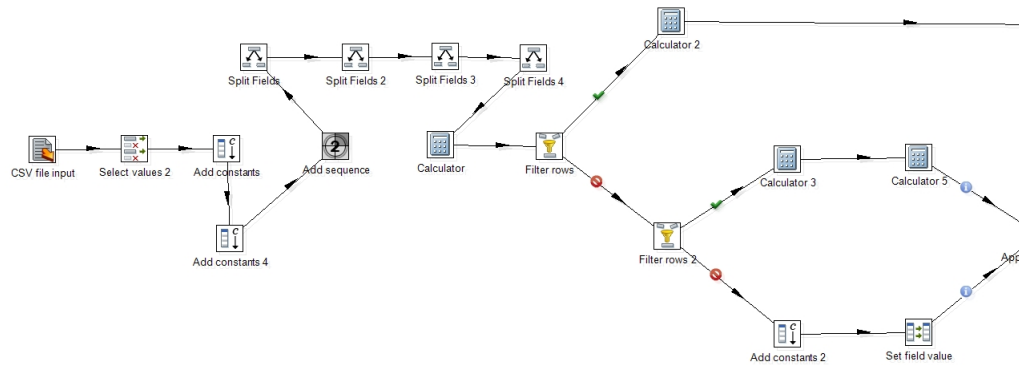 Calculator 2
Split Fields
Split Fields 2
Split Fields 3
Split Fields 4
CSV file input
Select values 2
Add constants
Add sequence
Calculator
Filter rows
Calculator 3
Calculator 5
Add constants 4
Filter rows 2
App
Add constants 2
Set field value